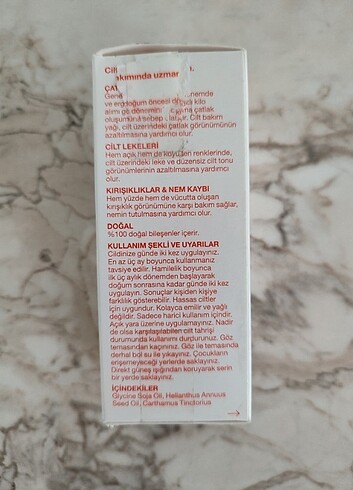 Cilt
akımında uzman
ÇATL
Gene
nemde
ve ergðliğim öncesi
kilo
alımı gib dönemin
çatlak
oluşumuna sebep olabilir. Cilt bakım
yağı, cilt üzerindeki çatlak görünümünün
azaltılmasına yardımcı olur.
CİLT LEKELERİ
Hem açık hem de koyu ten renklerinde,
cilt üzerindeki leke ve düzensiz cilt tonu
görünümlerinin azaltılmasına yardımcı
olur.
KIRIŞIKLIKLAR & NEM KAYBI
Hem yüzde hem de vücutta oluşan
kırışıklık görünümüne karşı bakım sağlar,
nemin tutulmasına yardımcı olur.
DOĞAL
%100 doğal bileşenler içerir.
KULLANIM ŞEKLİ VE UYARILAR
Cildinize günde iki kez uygulayınız.
En az üç ay boyunca kullanmanız
tavsiye edilir. Hamilelik boyunca
ilk üç aylık dönemden başlayarak
doğum sonrasına kadar günde iki kez
uygulayın. Sonuçlar kişiden kişiye
farklılık gösterebilir. Hassas ciltler
için uygundur. Kolayca emilir ve yağlı
değildir. Sadece harici kullanım içindir.
Açık yara üzerine uygulamayınız. Nadir
de olsa karşılaşılabilen cilt tahrişi
durumunda kullanımı durdurunuz. Göz
temasından kaçınınız. Göz ile temasında
derhal bol su ile yıkayınız. Çocukların
erişemeyeceği yerlerde saklayınız.
Direkt güneş ışığından koruyarak serin
bir yerde saklayınız.
İÇİNDEKİLER
Glycine Soja Oil, Helianthus Annuus
Seed Oil, Carthamus Tinctorius